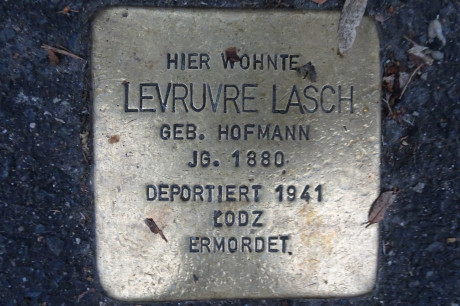 HIER WOHNTE
LEVRUVRE LASCH
GEB. HOFMANN
JG. 1880
DEPORTIERT 1941
ŁODZ
ERMORDET